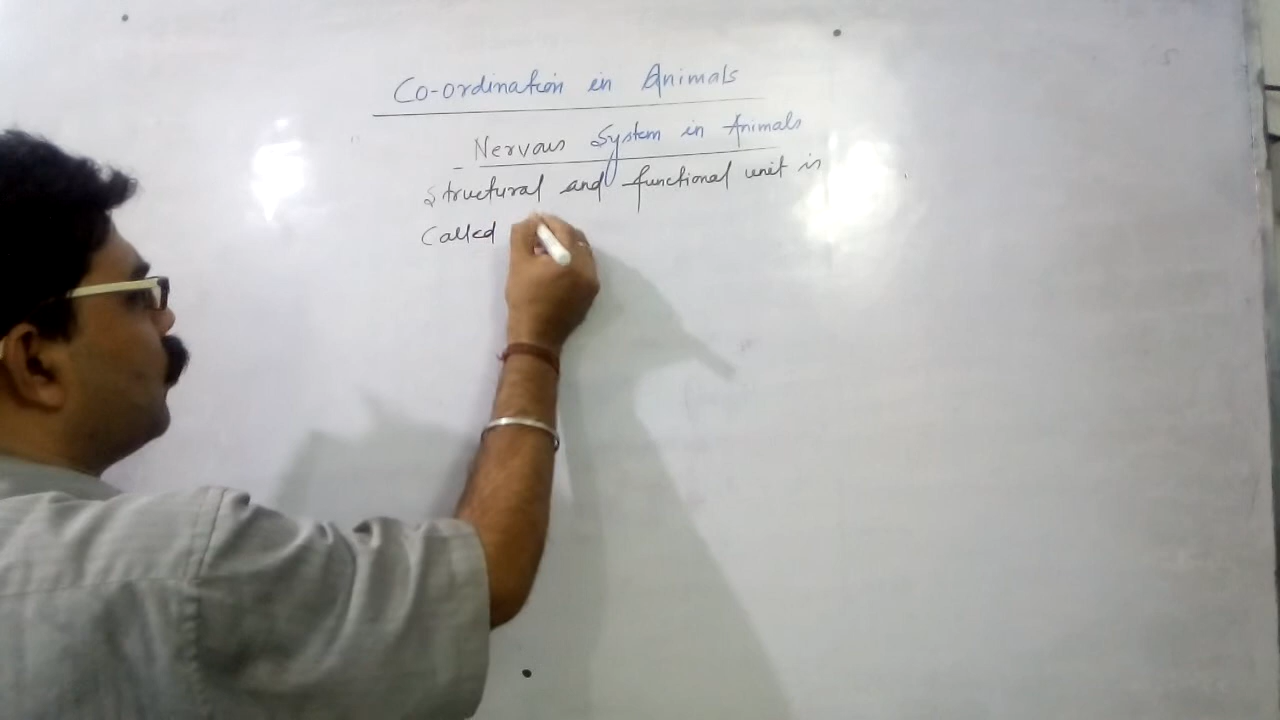 Co-ordination in Animals
- Nervous System in Animals
Structural and functional unit is
Called